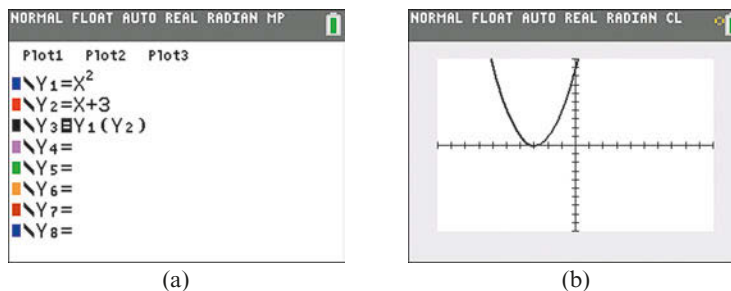 NORMAL FLOAT AUTO REAL RADIAN MP
Plot1 Plot2 Plot3
\Y₁=X²
\Y₂=X+3
\Y₃=Y₁(Y₂)
\Y₄=
\Y₅=
\Y₆=
\Y₇=
\Y₈=
(a)
NORMAL FLOAT AUTO REAL RADIAN CL
(b)